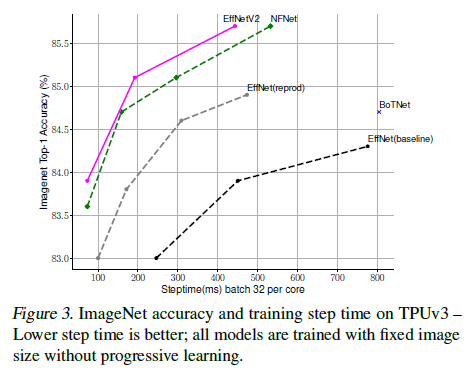 EffNetV2 NFNet
85.5
85.0
EffNet(reprod)
BoTNet
84.5
EffNet(baseline)
84.0
83.5
83.0
Imagenet Top-1 Accuracy (%)
100 200 300 400 500 600 700 800
Steptime(ms) batch 32 per core
Figure 3. ImageNet accuracy and training step time on TPUv3 –
Lower step time is better; all models are trained with fixed image
size without progressive learning.